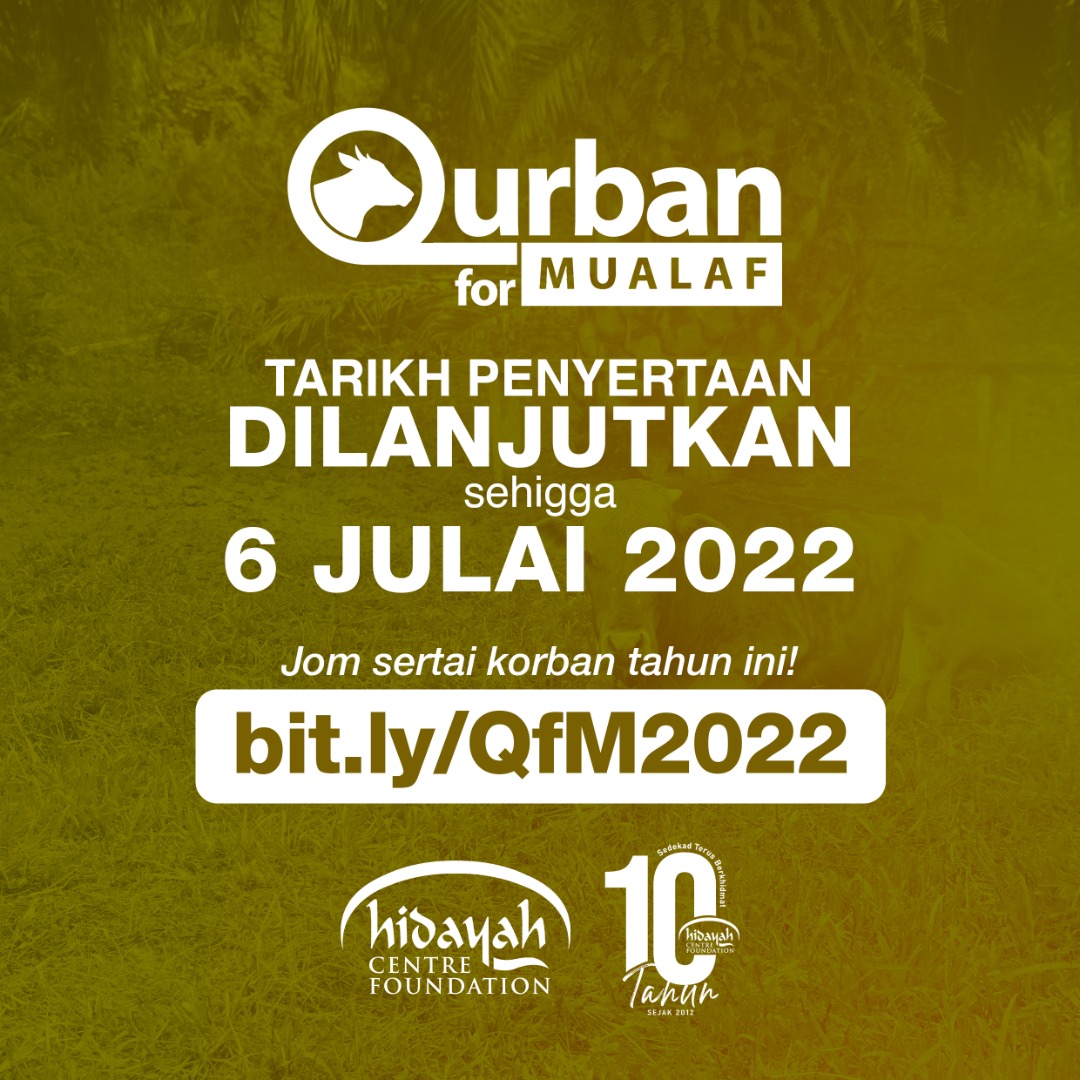 Qurban
for MUALAF
TARIKH PENYERTAAN
DILANJUTKAN
sehigga
6 JULAI 2022
Jom sertai korban tahun ini!
bit.ly/QfM2022
hidayah
CENTRE
FOUNDATION
Sedekad Terus Berkhidmat
10
hidayah
CENTRE
FOUNDATION
Tahun
SEJAK 2012